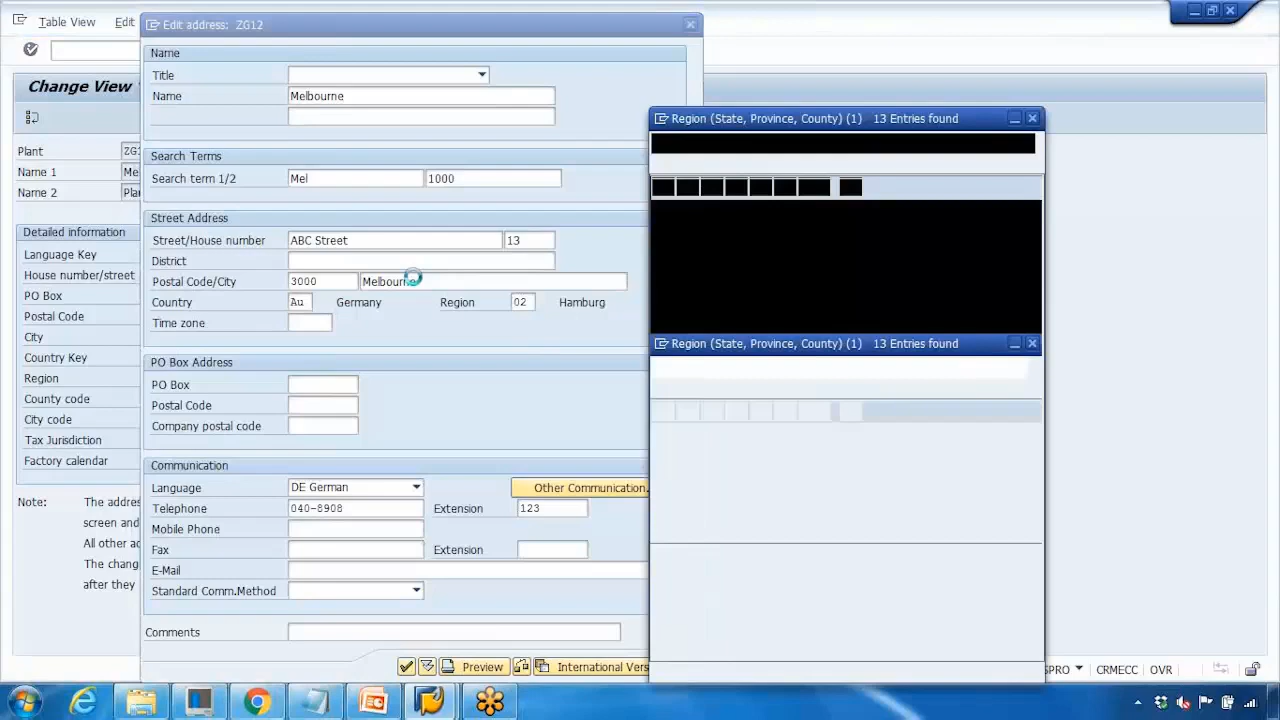 Table View
Edit
Edit address: ZG12
Change View
Name
Title
Name Melbourne
Search Terms
Search term 1/2 Mel 1000
Street Address
Street/House number ABC Street 13
District
Postal Code/City 3000 Melbourne
Country Au Germany Region 02 Hamburg
Time zone
PO Box Address
PO Box
Postal Code
Company postal code
Communication
Language DE German Other Communication.
Telephone 040-8908 Extension 123
Mobile Phone
Fax Extension
E-Mail
Standard Comm.Method
Comments
Preview International Vers
Region (State, Province, County) (1) 13 Entries found
Region (State, Province, County) (1) 13 Entries found
Plant ZG
Name 1 Me
Name 2 Pla
Detailed information
Language Key
House number/street
PO Box
Postal Code
City
Country Key
Region
County code
City code
Tax Jurisdiction
Factory calendar
Note: The addre
screen and
All other ac
The chang
after they
SPRO CRMECC OVR